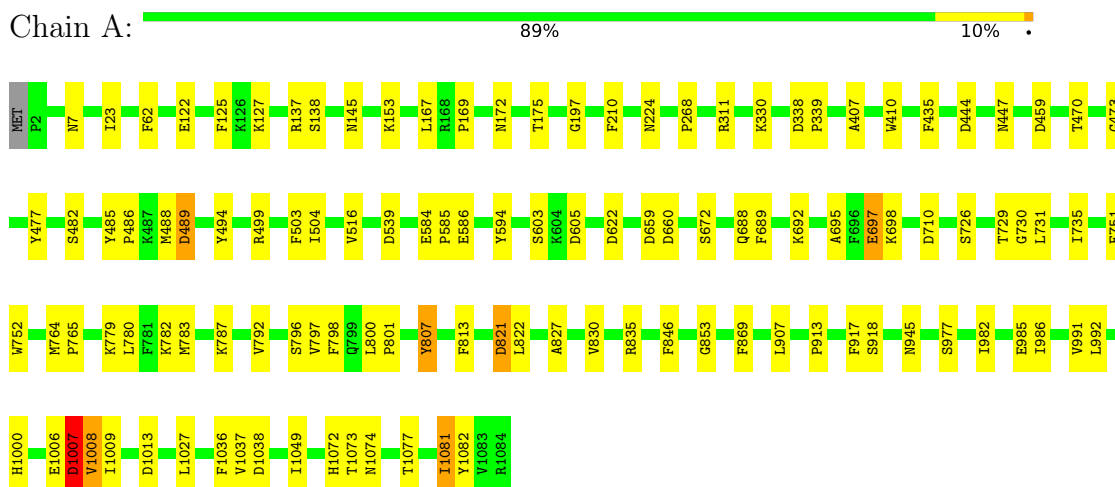 Chain A:
89% 10% •
MET P2 N7 I23 F62 E122 F125 K126 K127 R137 S138 N145 K153 L167 R168 P169 N172 T175 G197 F210 N224 P268 R311 K330 D338 P339 A407 W410 F435 D444 N447 D459 T470
Y477 S482 Y485 P486 K487 M488 D489 Y494 R499 F503 I504 V516 D539 E584 P585 E586 Y594 S603 K604 D605 D622 D659 D660 S672 Q688 F689 K692 A695 F696 E697 K698 D710 S726 T729 G730 L731 I735
W752 M764 P765 K779 L780 F781 K782 M783 K787 V792 S796 V797 F798 Q799 L800 P801 Y807 F813 D821 L822 A827 V830 R835 F846 G853 F869 L907 P913 F917 S918 N945 S977 I982 E985 I986 V991 L992
H1000 E1006 D1007 V1008 I1009 D1013 L1027 F1036 V1037 D1038 I1049 H1072 T1073 N1074 T1077 I1081 Y1082 V1083 R1084